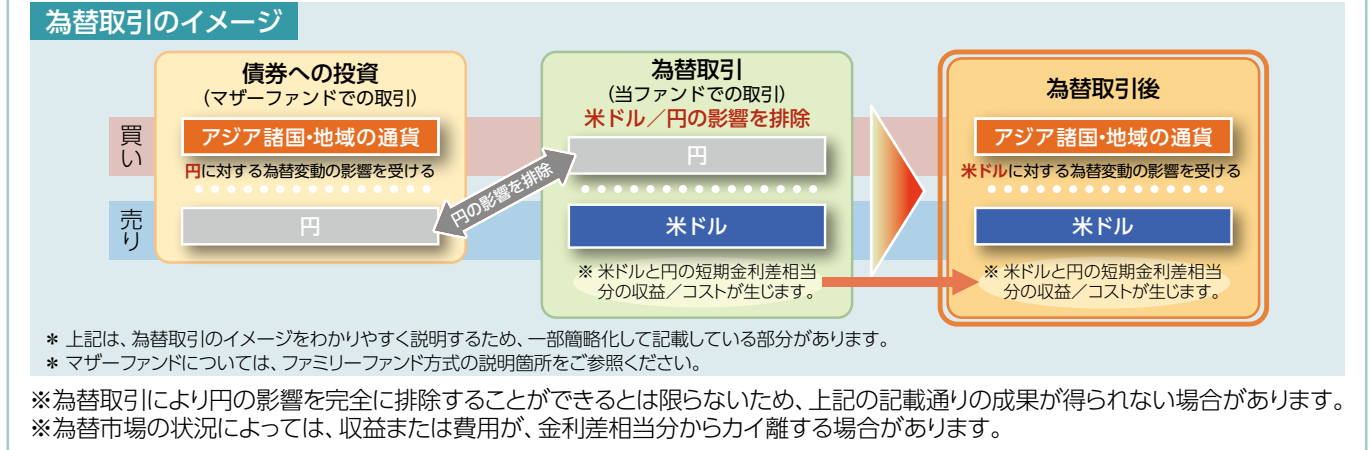 為替取引のイメージ
債券への投資
（マザーファンドでの取引）
買い
アジア諸国・地域の通貨
円に対する為替変動の影響を受ける
売り
円
円の影響を排除
為替取引
（当ファンドでの取引）
米ドル／円の影響を排除
円
米ドル
※ 米ドルと円の短期金利差相当
分の収益／コストが生じます。
為替取引後
アジア諸国・地域の通貨
米ドルに対する為替変動の影響を受ける
米ドル
※ 米ドルと円の短期金利差相当
分の収益／コストが生じます。
＊ 上記は、為替取引のイメージをわかりやすく説明するため、一部簡略化して記載している部分があります。
＊ マザーファンドについては、ファミリーファンド方式の説明箇所をご参照ください。
※為替取引により円の影響を完全に排除することができるとは限らないため、上記の記載通りの成果が得られない場合があります。
※為替市場の状況によっては、収益または費用が、金利差相当分からカイ離する場合があります。